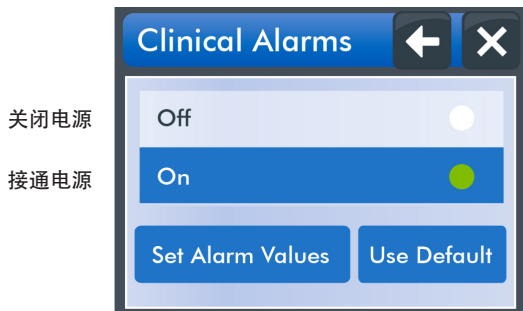 Clinical Alarms
关闭电源
Off
接通电源
On
Set Alarm Values
Use Default